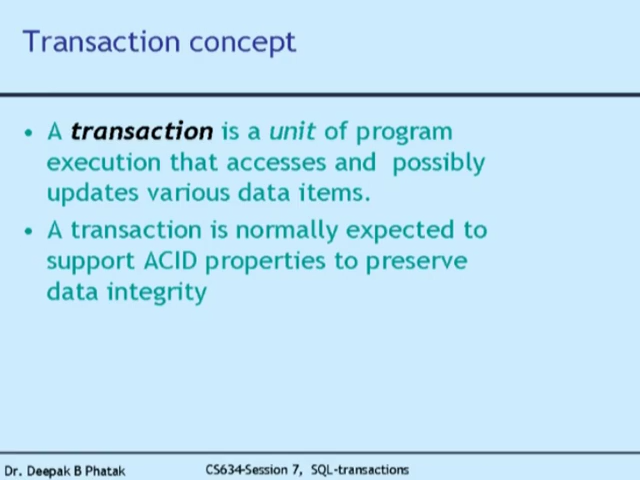 Transaction concept
• A transaction is a unit of program
execution that accesses and possibly
updates various data items.
• A transaction is normally expected to
support ACID properties to preserve
data integrity
Dr. Deepak B Phatak CS634-Session 7, SQL-transactions